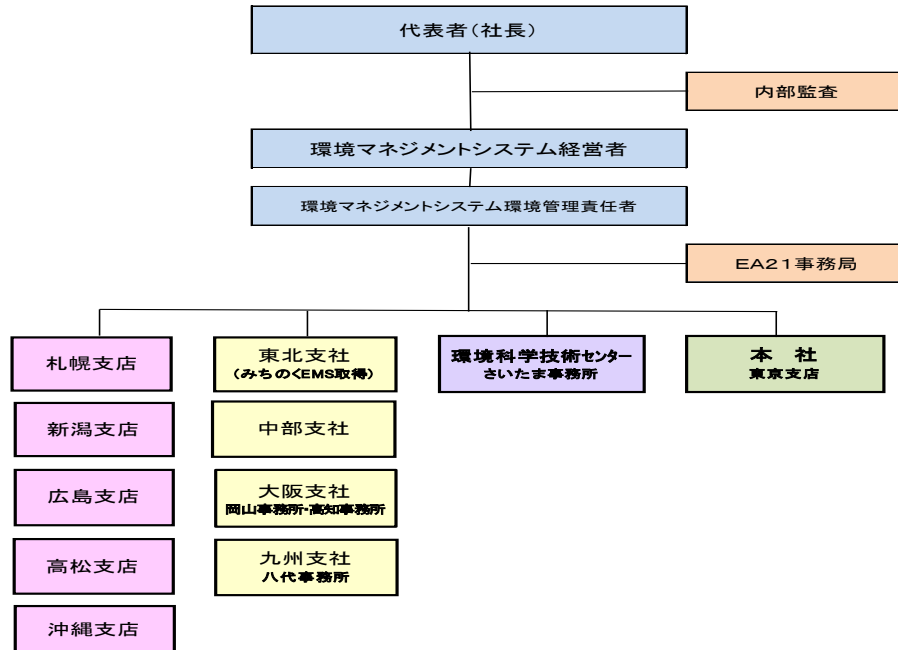 代表者(社長)
内部監査
環境マネジメントシステム経営者
環境マネジメントシステム環境管理責任者
EA21事務局
札幌支店
新潟支店
広島支店
高松支店
沖縄支店
東北支社
(みちのくEMS取得)
中部支社
大阪支社
岡山事務所・高知事務所
九州支社
八代事務所
環境科学技術センター
さいたま事務所
本 社
東京支店